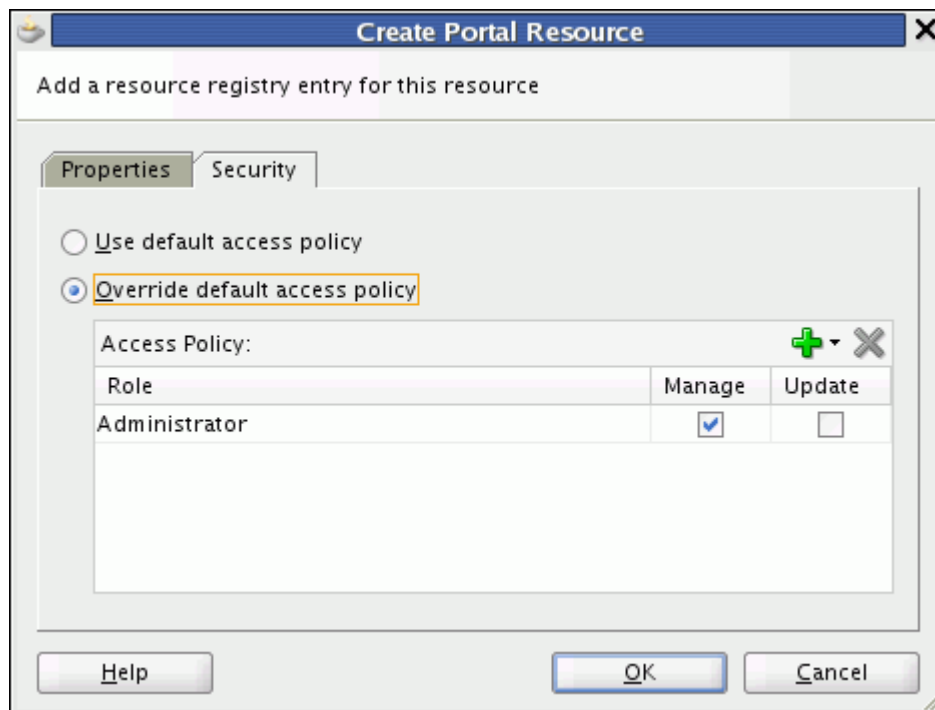 Create Portal Resource
Add a resource registry entry for this resource
Properties Security
Use default access policy
Override default access policy
Access Policy:
Role Manage Update
Administrator
Help OK Cancel